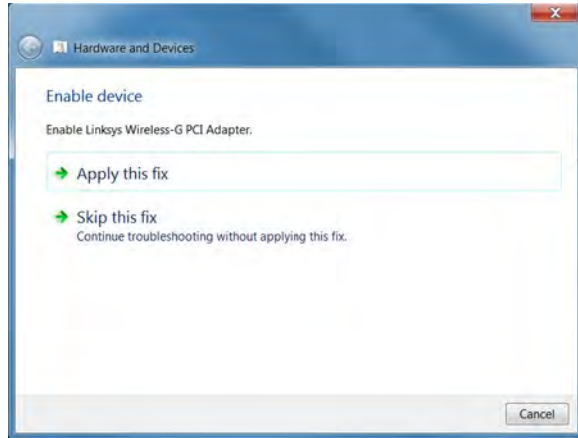 Hardware and Devices
Enable device
Enable Linksys Wireless-G PCI Adapter.
Apply this fix
Skip this fix
Continue troubleshooting without applying this fix.
Cancel